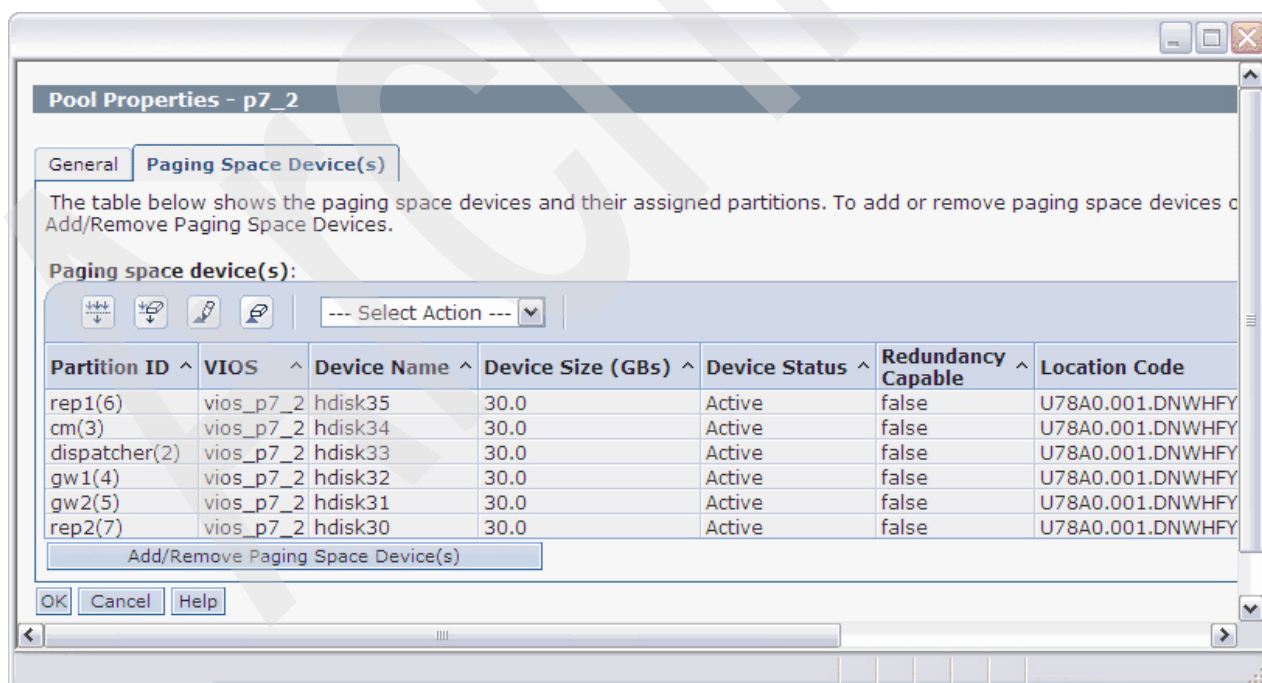 Pool Properties - p7_2
General Paging Space Device(s)
The table below shows the paging space devices and their assigned partitions. To add or remove paging space devices
Add/Remove Paging Space Devices.
Paging space device(s):
--- Select Action ---
Partition ID VIOS Device Name Device Size (GBs) Device Status Redundancy Capable Location Code
rep1(6) vios_p7_2 hdisk35 30.0 Active false U78A0.001.DNWHFY
cm(3) vios_p7_2 hdisk34 30.0 Active false U78A0.001.DNWHFY
dispatcher(2) vios_p7_2 hdisk33 30.0 Active false U78A0.001.DNWHFY
gw1(4) vios_p7_2 hdisk32 30.0 Active false U78A0.001.DNWHFY
gw2(5) vios_p7_2 hdisk31 30.0 Active false U78A0.001.DNWHFY
rep2(7) vios_p7_2 hdisk30 30.0 Active false U78A0.001.DNWHFY
Add/Remove Paging Space Device(s)
OK Cancel Help